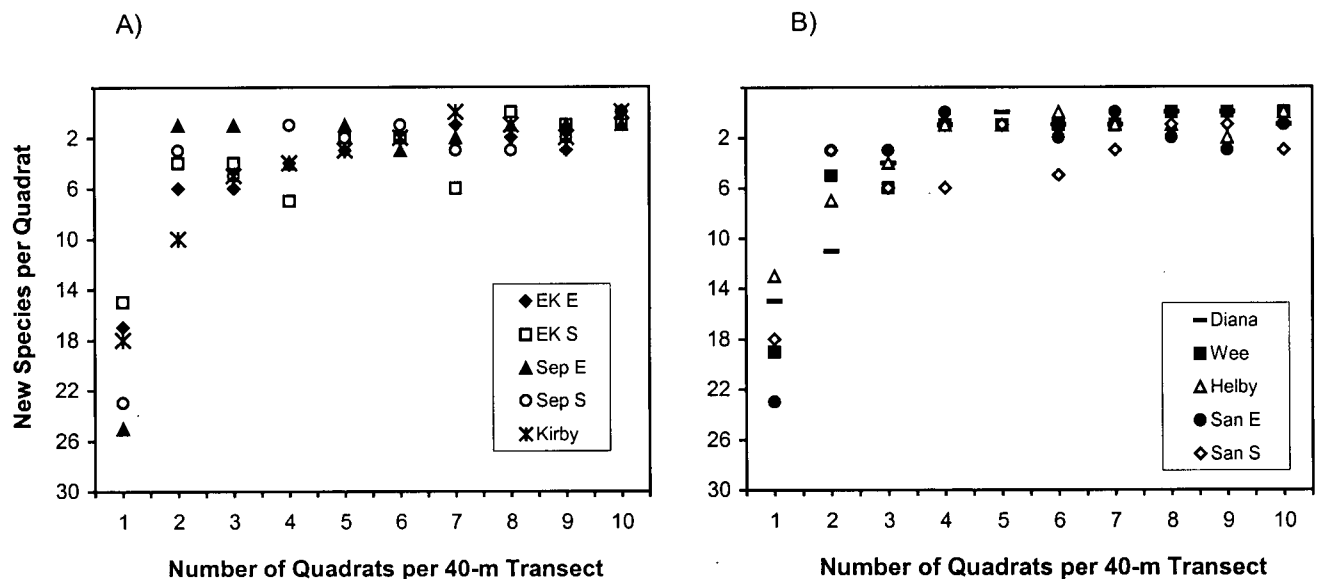 A)
B)
New Species per Quadrat
2
6
10
14
18
22
26
30
EK E
EK S
Sep E
Sep S
Kirby
1 2 3 4 5 6 7 8 9 10
Number of Quadrats per 40-m Transect
2
6
10
14
18
22
26
30
Diana
Wee
Helby
San E
San S
1 2 3 4 5 6 7 8 9 10
Number of Quadrats per 40-m Transect